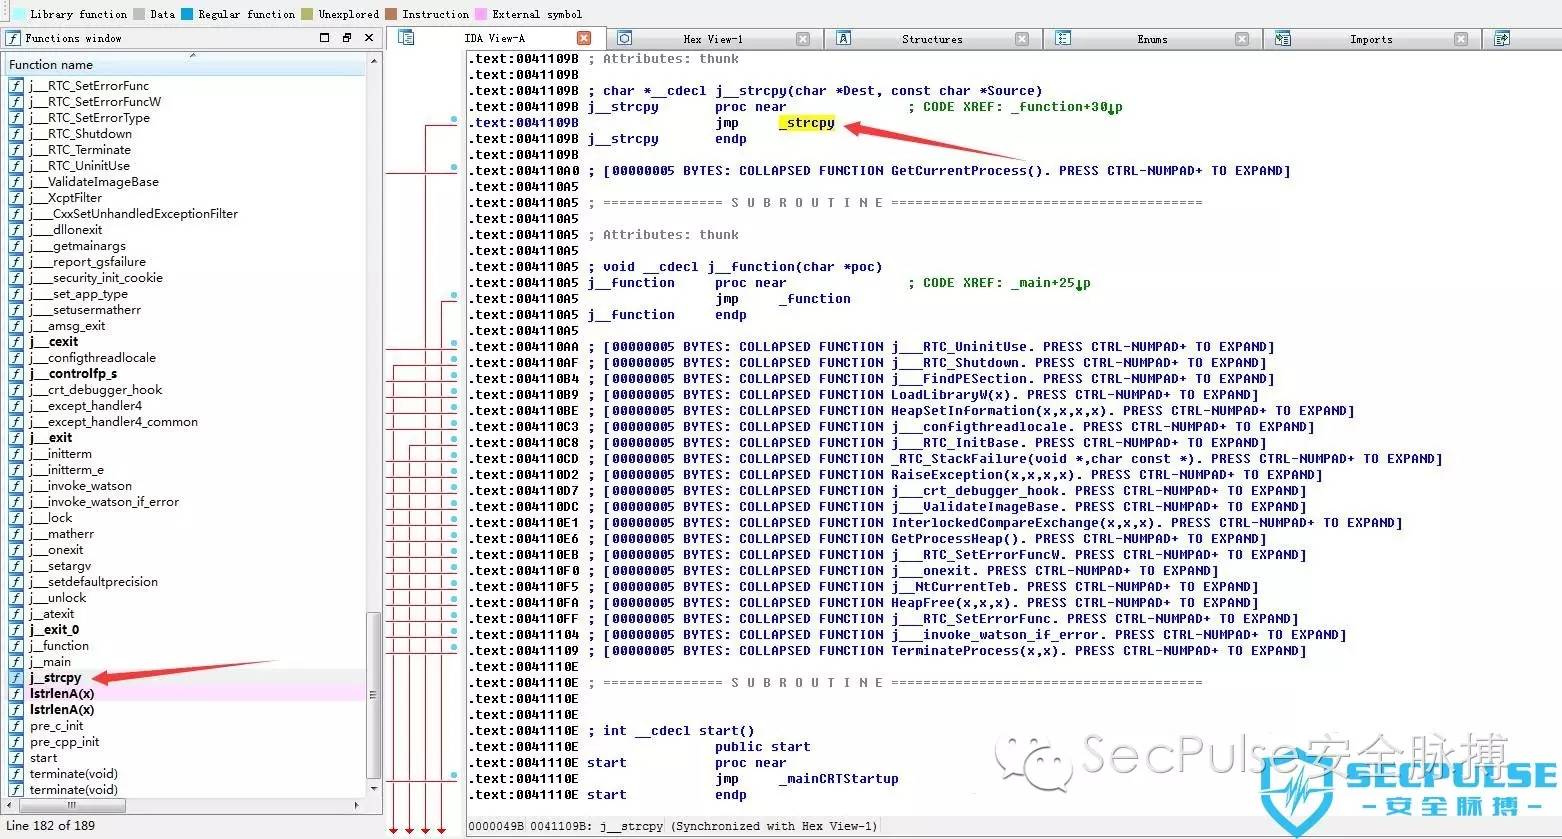 Library function Data Regular function Unexplored Instruction External symbol
Functions window
Function name
j__RTC_SetErrorFunc
j__RTC_SetErrorFuncW
j__RTC_SetErrorType
j__RTC_Shutdown
j__RTC_Terminate
j__RTC_UninitUse
j__ValidateImageBase
j__XcptFilter
j___CxxSetUnhandledExceptionFilter
j___dllonexit
j___getmainargs
j___report_gsfailure
j___security_init_cookie
j___set_app_type
j___setusermatherr
j__amsg_exit
j__cexit
j__configthreadlocale
j__controlfp_s
j__crt_debugger_hook
j__except_handler4
j__except_handler4_common
j__exit
j__initterm
j__initterm_e
j__invoke_watson
j__invoke_watson_if_error
j__lock
j__matherr
j__onexit
j__setargv
j__setdefaultprecision
j__unlock
j_atexit
j__exit_0
j__function
j__main
j__strcpy
lstrlenA(x)
lstrlenA(x)
pre_c_init
pre_cpp_init
start
terminate(void)
terminate(void)
Line 182 of 189
IDA View-A Hex View-1 Structures Enums Imports
.text:0041109B ; Attributes: thunk
.text:0041109B
.text:0041109B ; char *__cdecl j__strcpy(char *Dest, const char *Source)
.text:0041109B j__strcpy proc near ; CODE XREF: _function+30↓p
.text:0041109B jmp _strcpy
.text:0041109B j__strcpy endp
.text:0041109B
.text:004110A0 ; [00000005 BYTES: COLLAPSED FUNCTION GetCurrentProcess(). PRESS CTRL-NUMPAD+ TO EXPAND]
.text:004110A5
.text:004110A5 ; =============== S U B R O U T I N E =======================================
.text:004110A5
.text:004110A5 ; Attributes: thunk
.text:004110A5
.text:004110A5 ; void __cdecl j__function(char *poc)
.text:004110A5 j__function proc near ; CODE XREF: _main+25↓p
.text:004110A5 jmp _function
.text:004110A5 j__function endp
.text:004110A5
.text:004110AA ; [00000005 BYTES: COLLAPSED FUNCTION j___RTC_UninitUse. PRESS CTRL-NUMPAD+ TO EXPAND]
.text:004110AF ; [00000005 BYTES: COLLAPSED FUNCTION j___RTC_Shutdown. PRESS CTRL-NUMPAD+ TO EXPAND]
.text:004110B4 ; [00000005 BYTES: COLLAPSED FUNCTION j___FindPESection. PRESS CTRL-NUMPAD+ TO EXPAND]
.text:004110B9 ; [00000005 BYTES: COLLAPSED FUNCTION LoadLibraryW(x). PRESS CTRL-NUMPAD+ TO EXPAND]
.text:004110BE ; [00000005 BYTES: COLLAPSED FUNCTION HeapSetInformation(x,x,x,x). PRESS CTRL-NUMPAD+ TO EXPAND]
.text:004110C3 ; [00000005 BYTES: COLLAPSED FUNCTION j___configthreadlocale. PRESS CTRL-NUMPAD+ TO EXPAND]
.text:004110C8 ; [00000005 BYTES: COLLAPSED FUNCTION j___RTC_InitBase. PRESS CTRL-NUMPAD+ TO EXPAND]
.text:004110CD ; [00000005 BYTES: COLLAPSED FUNCTION _RTC_StackFailure(void *,char const *). PRESS CTRL-NUMPAD+ TO EXPAND]
.text:004110D2 ; [00000005 BYTES: COLLAPSED FUNCTION RaiseException(x,x,x,x). PRESS CTRL-NUMPAD+ TO EXPAND]
.text:004110D7 ; [00000005 BYTES: COLLAPSED FUNCTION j___crt_debugger_hook. PRESS CTRL-NUMPAD+ TO EXPAND]
.text:004110DC ; [00000005 BYTES: COLLAPSED FUNCTION j___ValidateImageBase. PRESS CTRL-NUMPAD+ TO EXPAND]
.text:004110E1 ; [00000005 BYTES: COLLAPSED FUNCTION InterlockedCompareExchange(x,x,x). PRESS CTRL-NUMPAD+ TO EXPAND]
.text:004110E6 ; [00000005 BYTES: COLLAPSED FUNCTION GetProcessHeap(). PRESS CTRL-NUMPAD+ TO EXPAND]
.text:004110EB ; [00000005 BYTES: COLLAPSED FUNCTION j___RTC_SetErrorFuncW. PRESS CTRL-NUMPAD+ TO EXPAND]
.text:004110F0 ; [00000005 BYTES: COLLAPSED FUNCTION j___onexit. PRESS CTRL-NUMPAD+ TO EXPAND]
.text:004110F5 ; [00000005 BYTES: COLLAPSED FUNCTION j__NtCurrentTeb. PRESS CTRL-NUMPAD+ TO EXPAND]
.text:004110FA ; [00000005 BYTES: COLLAPSED FUNCTION HeapFree(x,x,x). PRESS CTRL-NUMPAD+ TO EXPAND]
.text:004110FF ; [00000005 BYTES: COLLAPSED FUNCTION j___RTC_SetErrorFunc. PRESS CTRL-NUMPAD+ TO EXPAND]
.text:00411104 ; [00000005 BYTES: COLLAPSED FUNCTION j___invoke_watson_if_error. PRESS CTRL-NUMPAD+ TO EXPAND]
.text:00411109 ; [00000005 BYTES: COLLAPSED FUNCTION TerminateProcess(x,x). PRESS CTRL-NUMPAD+ TO EXPAND]
.text:0041110E
.text:0041110E ; =============== S U B R O U T I N E =======================================
.text:0041110E
.text:0041110E
.text:0041110E ; int __cdecl start()
.text:0041110E public start
.text:0041110E start proc near
.text:0041110E jmp _mainCRTStartup
.text:0041110E start endp
0000049B 0041109B: j__strcpy (Synchronized with Hex View-1)
SecPulse安全脉搏
SECPULSE
-安全脉搏-